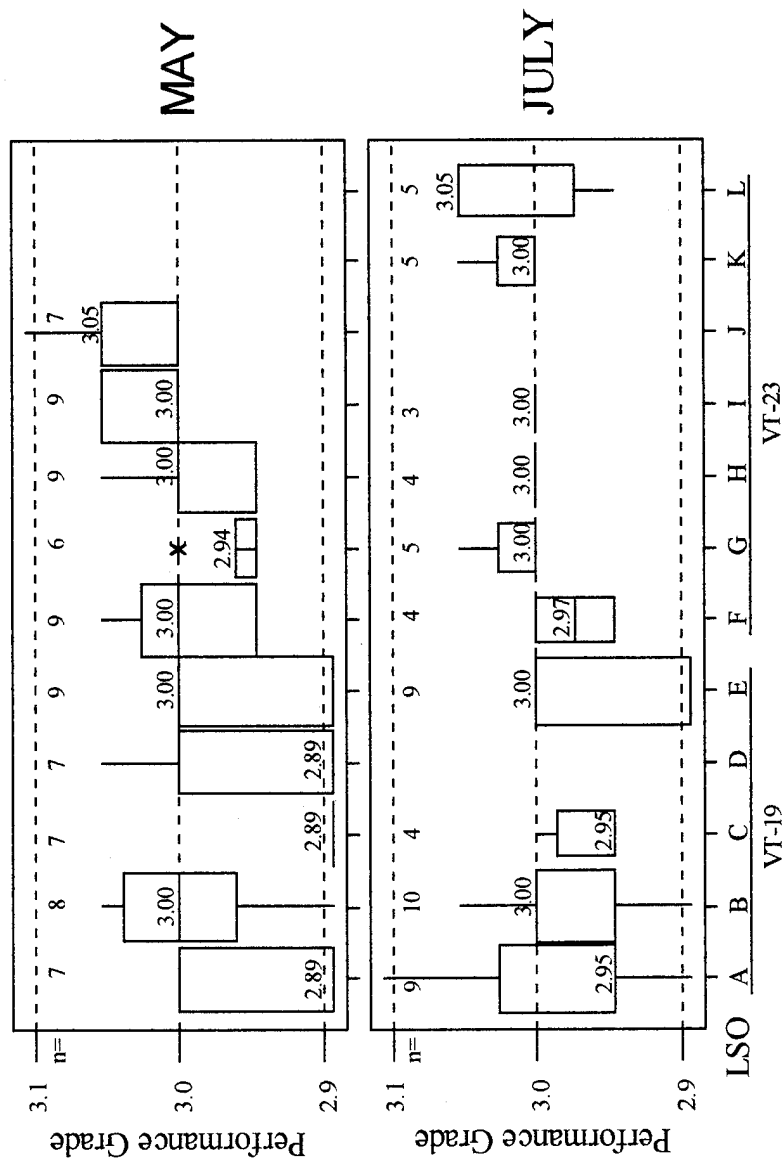 MAY
Performance Grade
3.1
3.0
2.9
n= 7 8 7 7 9 9 6 9 9 7
2.89 3.00 2.89 2.89 3.00 3.00 2.94 3.00 3.00 3.05
JULY
Performance Grade
3.1
3.0
2.9
n= 9 10 4 9 4 5 4 3 5 5
2.95 3.00 2.95 3.00 2.97 3.00 3.00 3.00 3.00 3.05
LSO A B C D E F G H I J K L
VT-19 VT-23